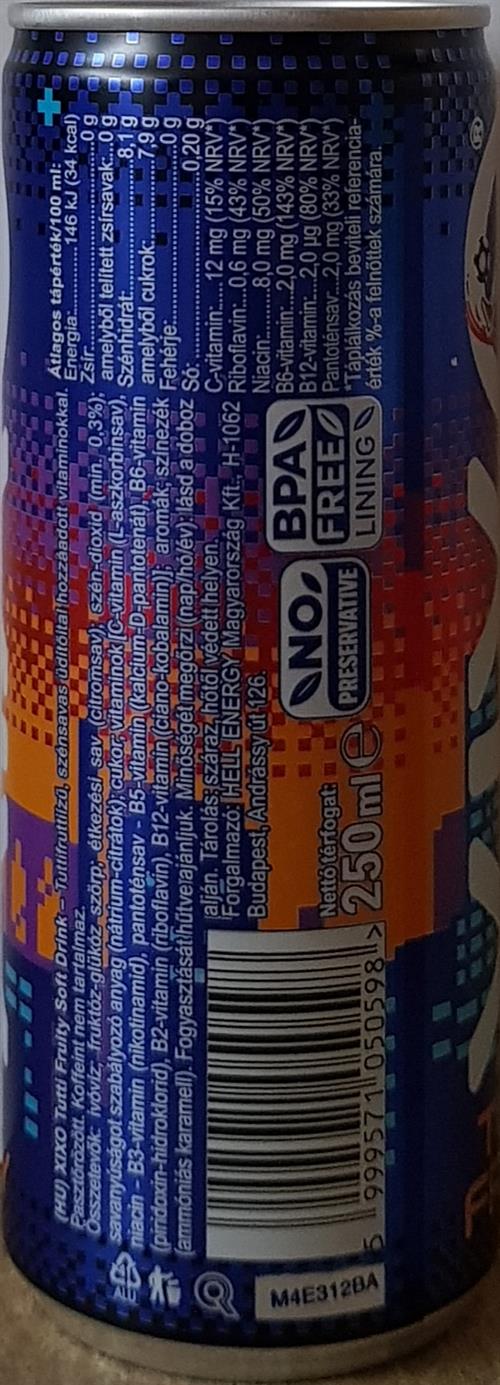 (HU) XIXO Tutti Fruity Soft Drink - Tuttifruttiízű, szénsavas üdítőital hozzáadott vitaminokkal.
Pasztőrözött. Koffeint nem tartalmaz.
Összetevők: ivóvíz, fruktóz-glükóz szörp, étkezési sav (citromsav), szén-dioxid (min. 0,3%),
savanyúságot szabályozó anyag (nátrium-citrátok), cukor, vitaminok [C-vitamin (L-aszkorbinsav),
niacin - B3-vitamin (nikotinamid), pantoténsav - B5-vitamin (kalcium-D-pantotenát), B6-vitamin
(piridoxin-hidroklorid), B2-vitamin (riboflavin), B12-vitamin (ciano-kobalamin)], aromák, színezék
(ammóniás karamell). Fogyasztását hűtve ajánljuk. Minőségét megőrzi (nap/hó/év): lásd a doboz
alján. Tárolás: száraz, hőtől védett helyen.
Forgalmazó: HELL ENERGY Magyarország Kft., H-1062
Budapest, Andrássy út 126.
Átlagos tápérték/100 ml:
Energia..........146 kJ (34 kcal)
Zsír..........0 g
amelyből telített zsírsavak..0 g
Szénhidrát..........8,1 g
amelyből cukrok..........7,9 g
Fehérje..........0 g
Só..........0,20 g
C-vitamin:....12 mg (15% NRV*)
Riboflavin:...0,6 mg (43% NRV*)
Niacin:.......8,0 mg (50% NRV*)
B6-vitamin:..2,0 mg (143% NRV*)
B12-vitamin:...2,0 µg (80% NRV*)
Pantoténsav:..2,0 mg (33% NRV*)
*Táplálkozás beviteli referencia-
érték %-a felnőttek számára
NO
PRESERVATIVE
BPA
FREE
LINING
Nettó térfogat:
250 ml e
5 999571 050598 >
M4E312BA
ALU
®